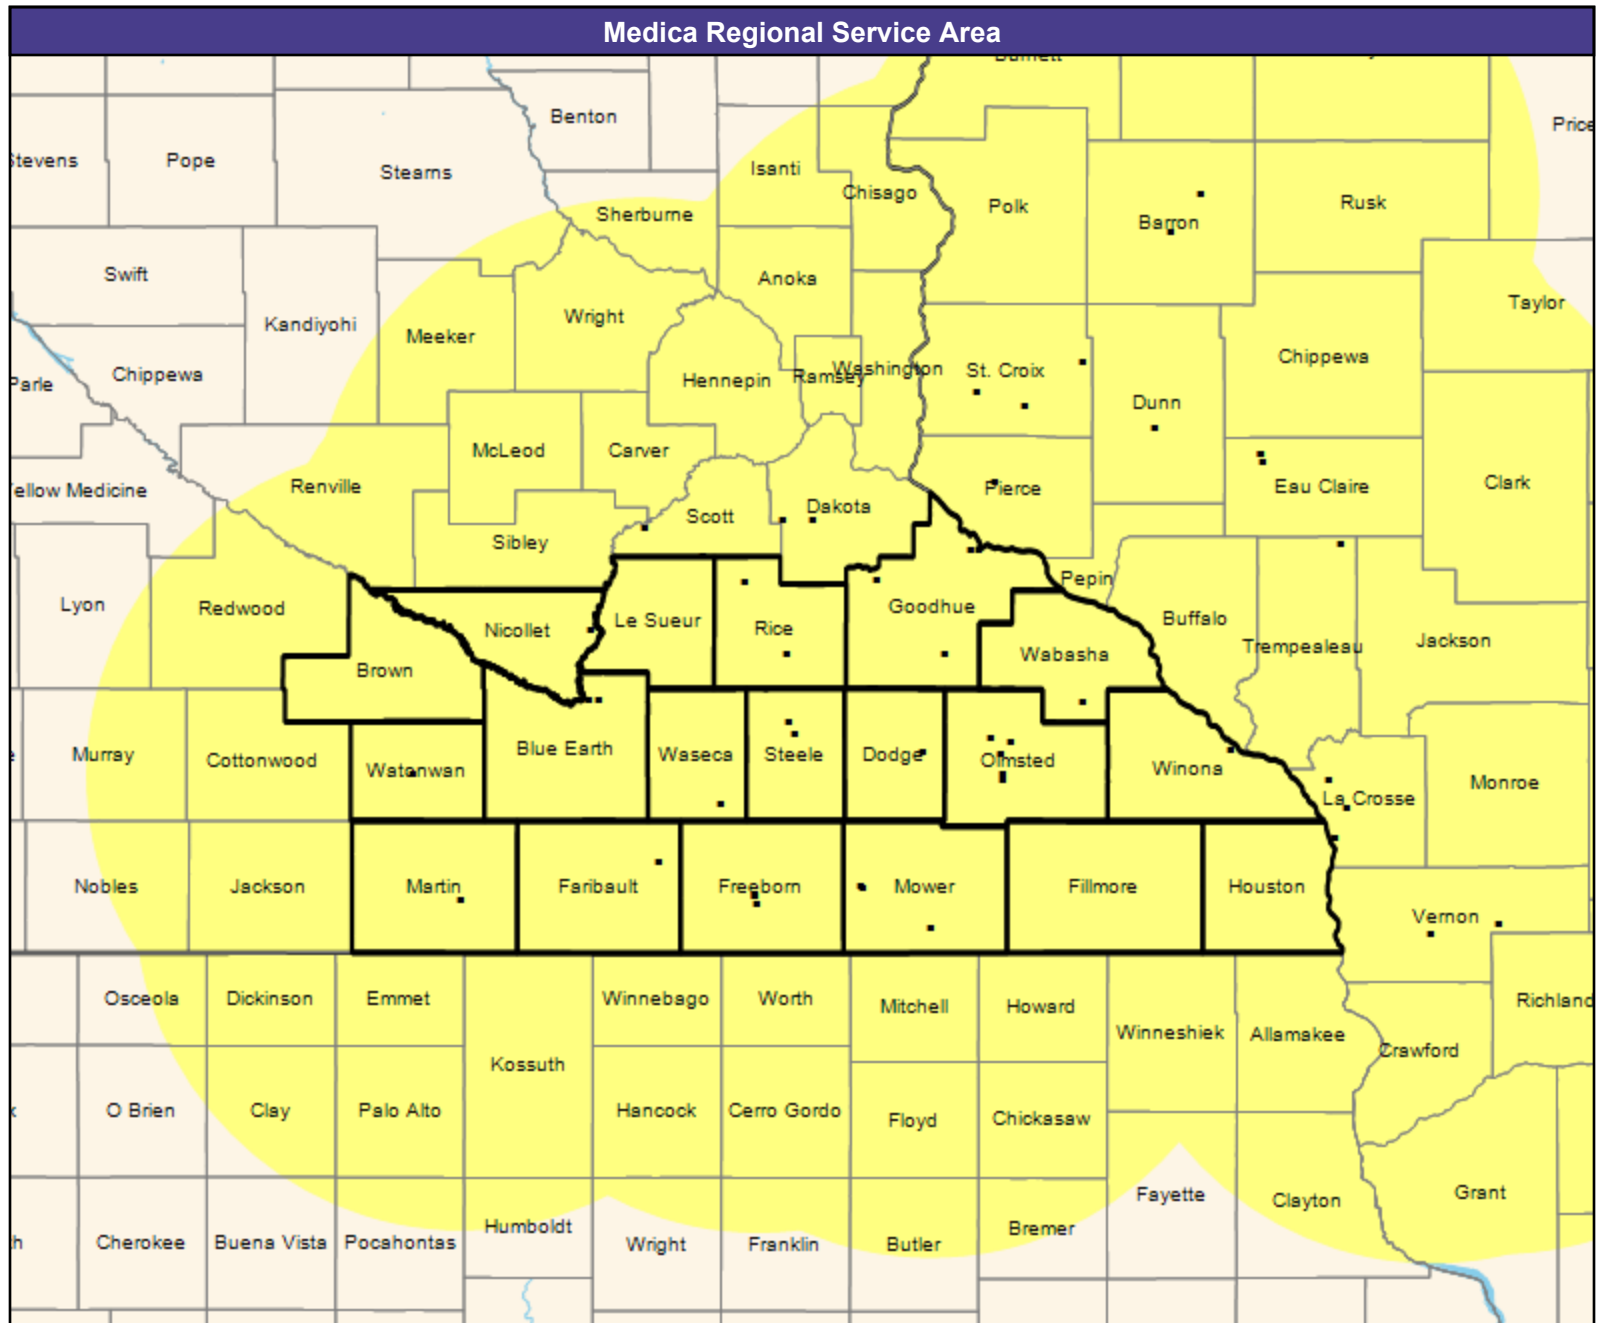 Medica Regional Service Area
Burnett
Benton
Price
Stevens
Pope
Stearns
Isanti
Chisago
Polk
Barron
Rusk
Sherburne
Swift
Anoka
Taylor
Kandiyohi
Wright
Meeker
Chippewa
Parle
Chippewa
Hennepin
Ramsey
Washington
St. Croix
Dunn
McLeod
Carver
Yellow Medicine
Renville
Pierce
Eau Claire
Clark
Scott
Dakota
Sibley
Pepin
Lyon
Redwood
Nicollet
Le Sueur
Rice
Goodhue
Buffalo
Trempealeau
Jackson
Brown
Wabasha
Murray
Cottonwood
Watonwan
Blue Earth
Waseca
Steele
Dodge
Olmsted
Winona
La Crosse
Monroe
Nobles
Jackson
Martin
Faribault
Freeborn
Mower
Fillmore
Houston
Vernon
Osceola
Dickinson
Emmet
Winnebago
Worth
Mitchell
Howard
Richland
Winneshiek
Allamakee
Crawford
Kossuth
O Brien
Clay
Palo Alto
Hancock
Cerro Gordo
Floyd
Chickasaw
Fayette
Clayton
Grant
Cherokee
Buena Vista
Pocahontas
Humboldt
Wright
Franklin
Butler
Bremer